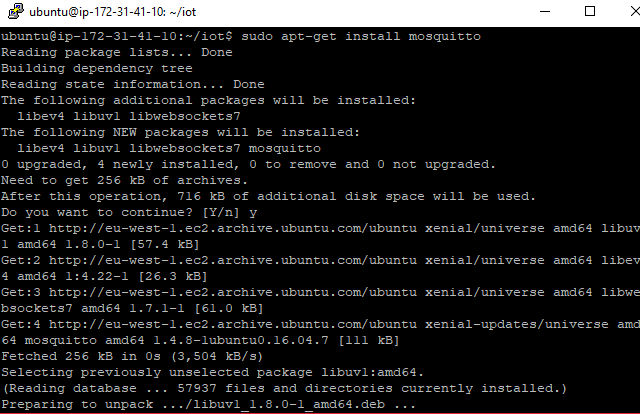 ubuntu@ip-172-31-41-10: ~/iot
ubuntu@ip-172-31-41-10:~/iot$ sudo apt-get install mosquitto
Reading package lists... Done
Building dependency tree
Reading state information... Done
The following additional packages will be installed:
  libev4 libuv1 libwebsockets7
The following NEW packages will be installed:
  libev4 libuv1 libwebsockets7 mosquitto
0 upgraded, 4 newly installed, 0 to remove and 0 not upgraded.
Need to get 256 kB of archives.
After this operation, 716 kB of additional disk space will be used.
Do you want to continue? [Y/n] y
Get:1 http://eu-west-1.ec2.archive.ubuntu.com/ubuntu xenial/universe amd64 libuv
1 amd64 1.8.0-1 [57.4 kB]
Get:2 http://eu-west-1.ec2.archive.ubuntu.com/ubuntu xenial/universe amd64 libev
4 amd64 1:4.22-1 [26.3 kB]
Get:3 http://eu-west-1.ec2.archive.ubuntu.com/ubuntu xenial/universe amd64 libwe
bsockets7 amd64 1.7.1-1 [61.0 kB]
Get:4 http://eu-west-1.ec2.archive.ubuntu.com/ubuntu xenial-updates/universe amd
64 mosquitto amd64 1.4.8-1ubuntu0.16.04.7 [111 kB]
Fetched 256 kB in 0s (3,504 kB/s)
Selecting previously unselected package libuv1:amd64.
(Reading database ... 57937 files and directories currently installed.)
Preparing to unpack .../libuv1_1.8.0-1_amd64.deb ...